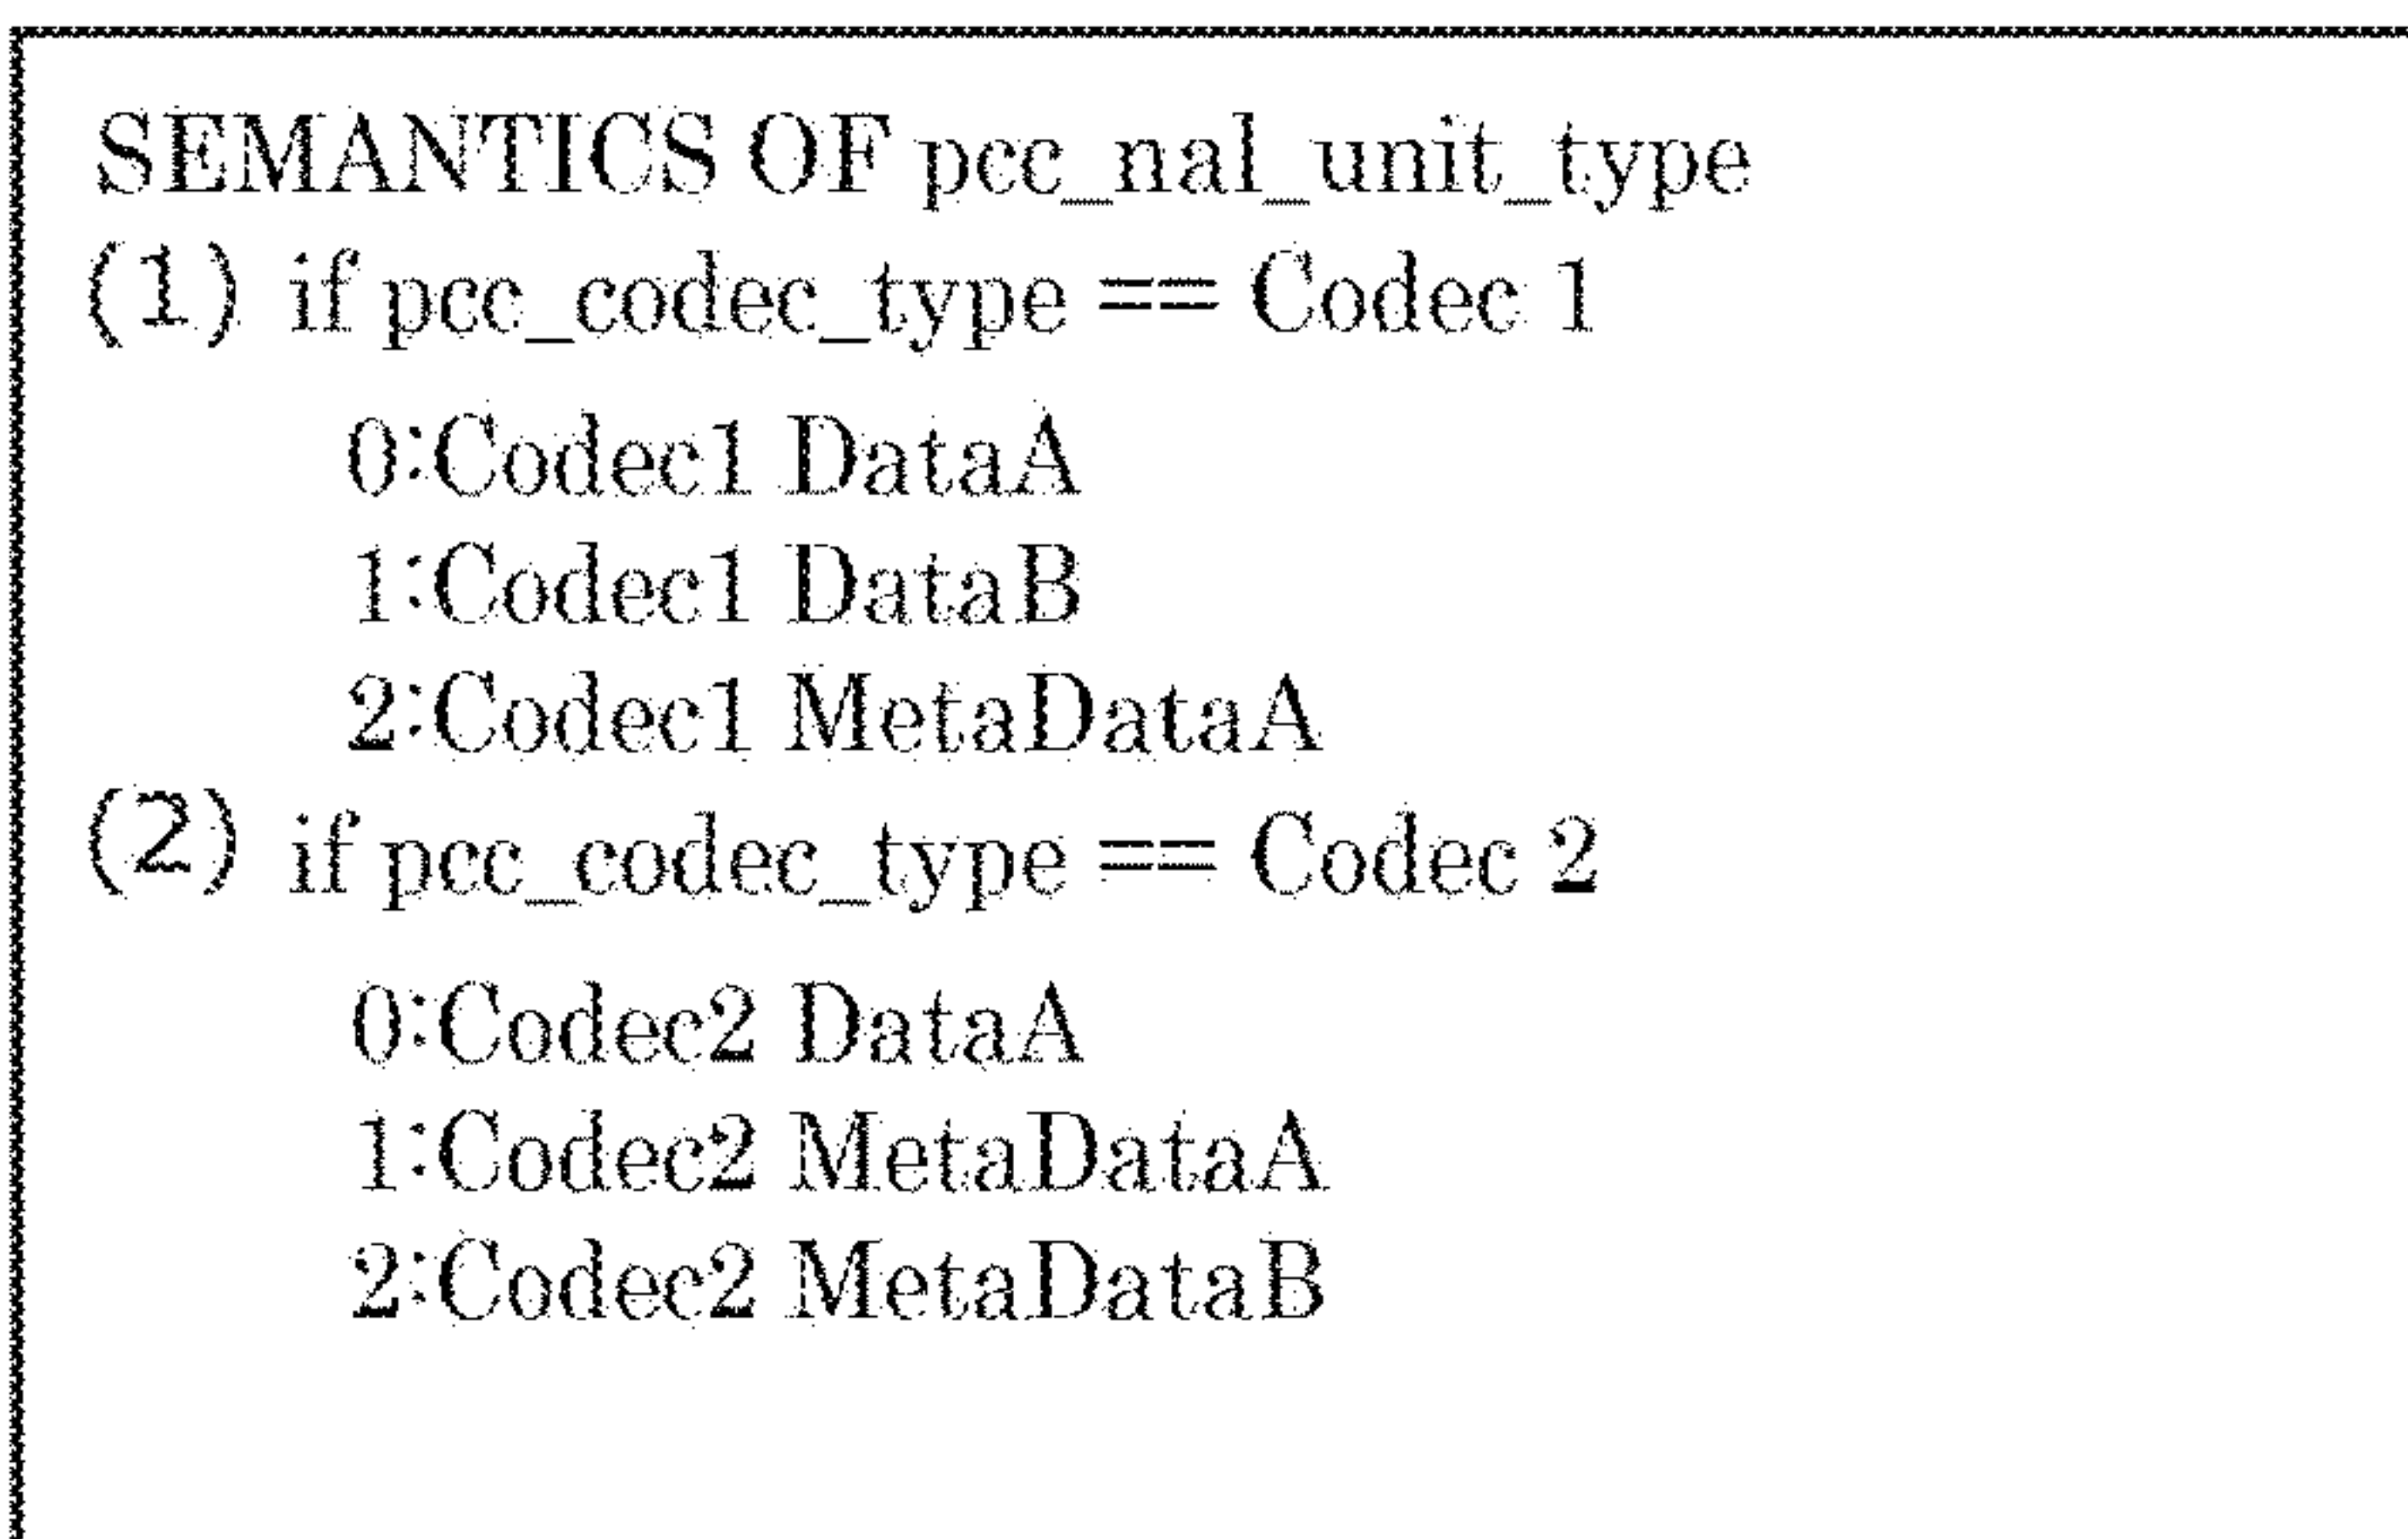 SEMANTICS OF pcc_nal_unit_type
(1) if pcc_codec_type == Codec 1
0:Codec1 DataA
1:Codec1 DataB
2:Codec1 MetaDataA
(2) if pcc_codec_type == Codec 2
0:Codec2 DataA
1:Codec2 MetaDataA
2:Codec2 MetaDataB